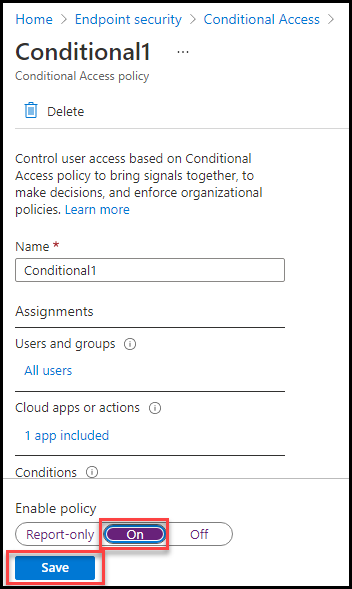 Home > Endpoint security > Conditional Access >
Conditional1 ...
Conditional Access policy
Delete
Control user access based on Conditional
Access policy to bring signals together, to
make decisions, and enforce organizational
policies. Learn more
Name *
Conditional1
Assignments
Users and groups
All users
Cloud apps or actions
1 app included
Conditions
Enable policy
Report-only On Off
Save